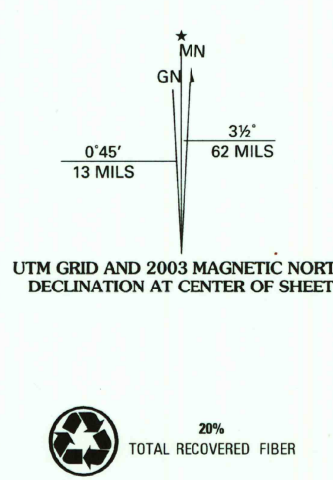 ★
MN
GN
3½°
62 MILS
0°45′
13 MILS
UTM GRID AND 2003 MAGNETIC NORT
DECLINATION AT CENTER OF SHEET
20%
TOTAL RECOVERED FIBER